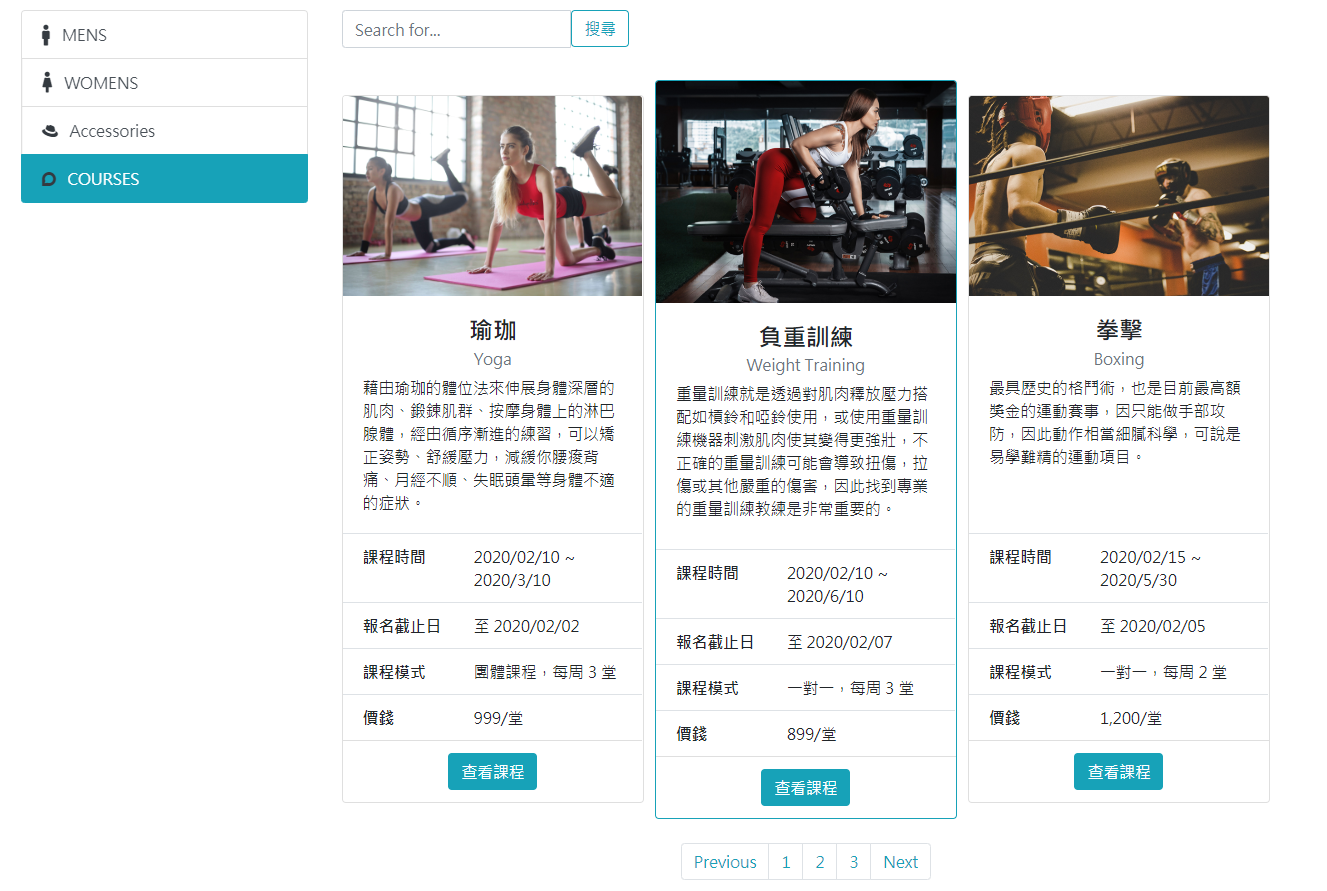 MENS
WOMENS
Accessories
COURSES
Search for...
搜尋
瑜珈
Yoga
藉由瑜珈的體位法來伸展身體深層的
肌肉、鍛鍊肌群、按摩身體上的淋巴
腺體，經由循序漸進的練習，可以矯
正姿勢、舒緩壓力，減緩你腰痠背
痛、月經不順、失眠頭暈等身體不適
的症狀。
課程時間
2020/02/10 ~
2020/3/10
報名截止日
至 2020/02/02
課程模式
團體課程，每周 3 堂
價錢
999/堂
查看課程
負重訓練
Weight Training
重量訓練就是透過對肌肉釋放壓力搭
配如槓鈴和啞鈴使用，或使用重量訓
練機器刺激肌肉使其變得更強壯，不
正確的重量訓練可能會導致扭傷，拉
傷或其他嚴重的傷害，因此找到專業
的重量訓練教練是非常重要的。
課程時間
2020/02/10 ~
2020/6/10
報名截止日
至 2020/02/07
課程模式
一對一，每周 3 堂
價錢
899/堂
查看課程
拳擊
Boxing
最具歷史的格鬥術，也是目前最高額
獎金的運動賽事，因只能做手部攻
防，因此動作相當細膩科學，可說是
易學難精的運動項目。
課程時間
2020/02/15 ~
2020/5/30
報名截止日
至 2020/02/05
課程模式
一對一，每周 2 堂
價錢
1,200/堂
查看課程
Previous 1 2 3 Next